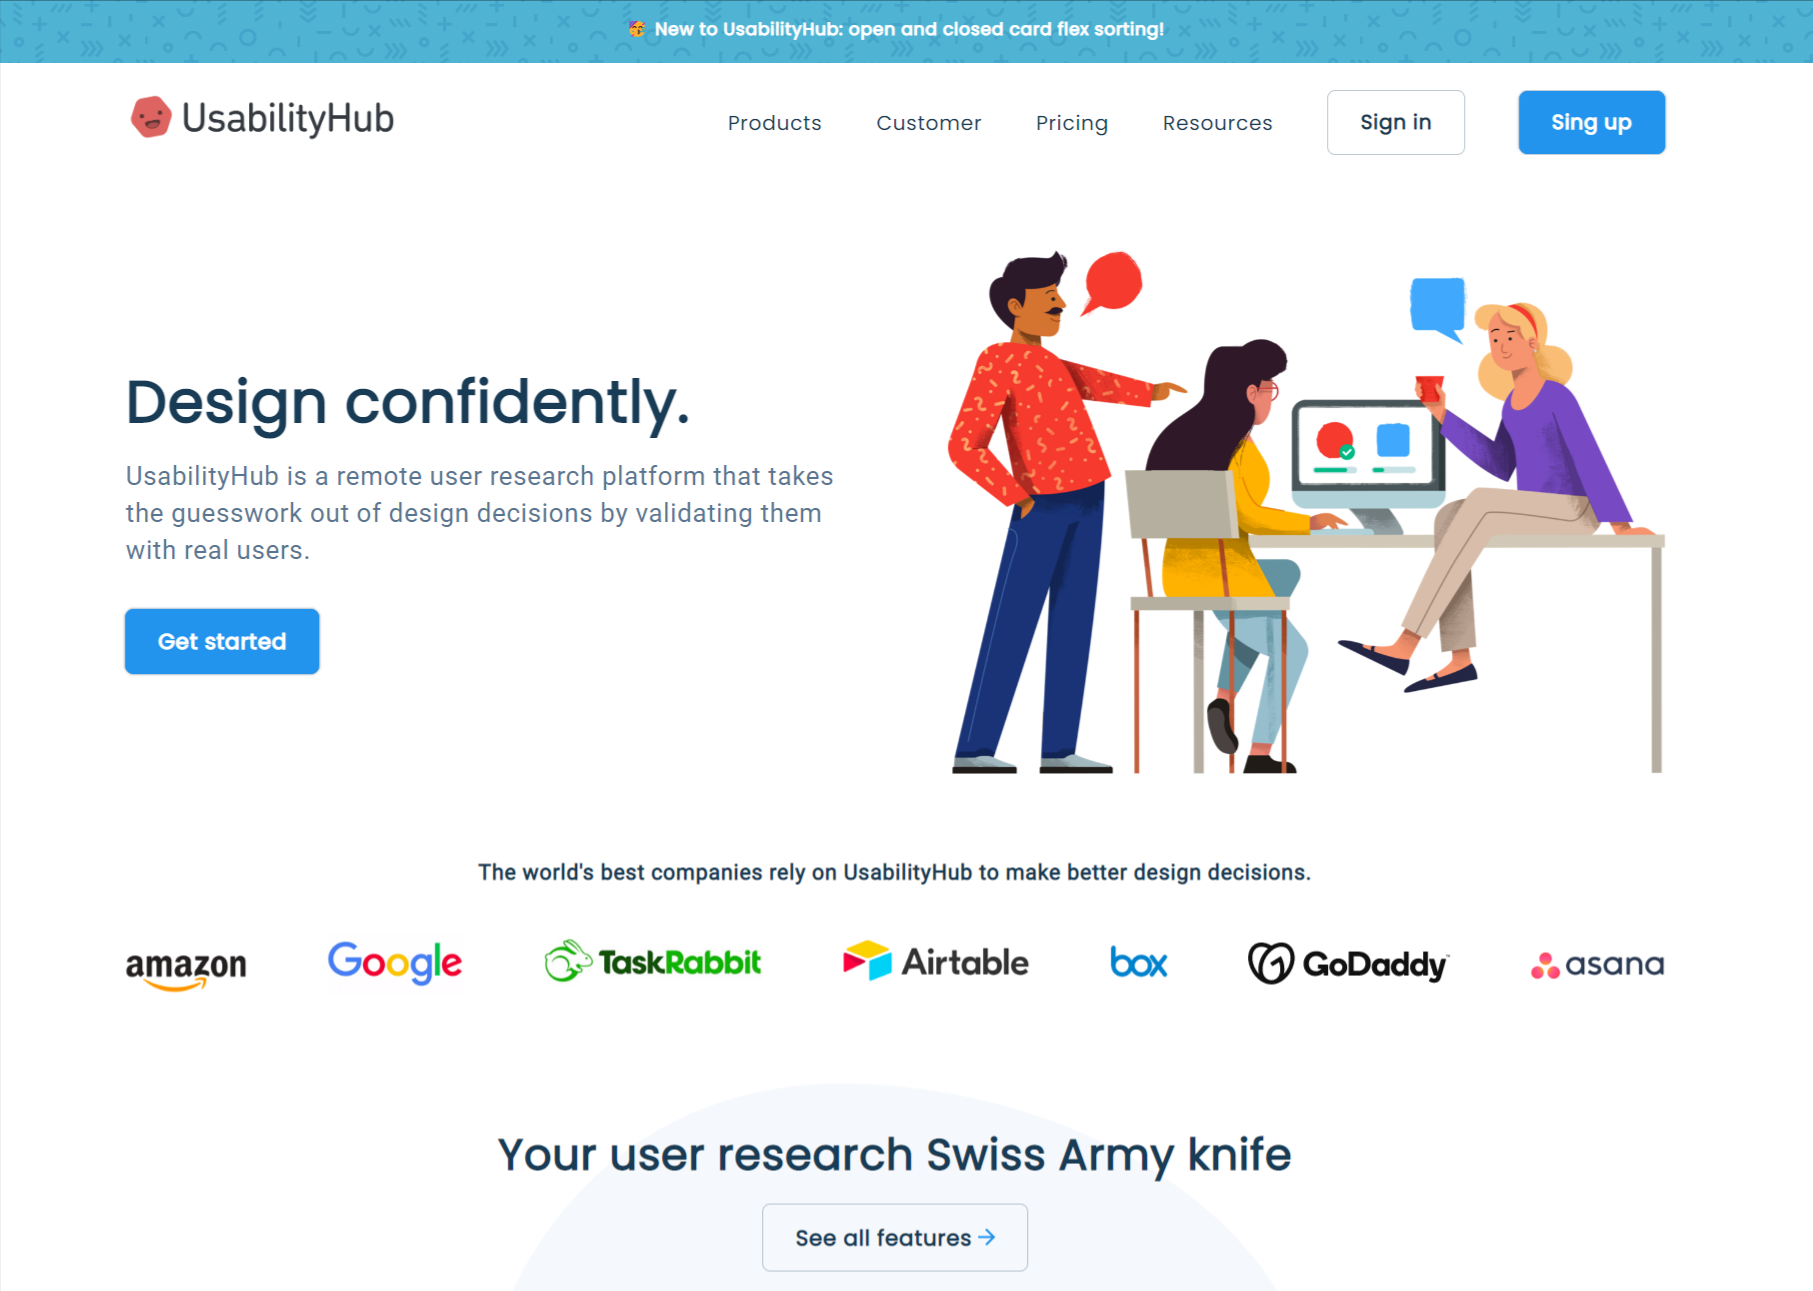 🥳 New to UsabilityHub: open and closed card flex sorting!
UsabilityHub
Products
Customer
Pricing
Resources
Sign in
Sing up
Design confidently.
UsabilityHub is a remote user research platform that takes
the guesswork out of design decisions by validating them
with real users.
Get started
The world's best companies rely on UsabilityHub to make better design decisions.
amazon
Google
TaskRabbit
Airtable
box
GoDaddy
asana
Your user research Swiss Army knife
See all features →